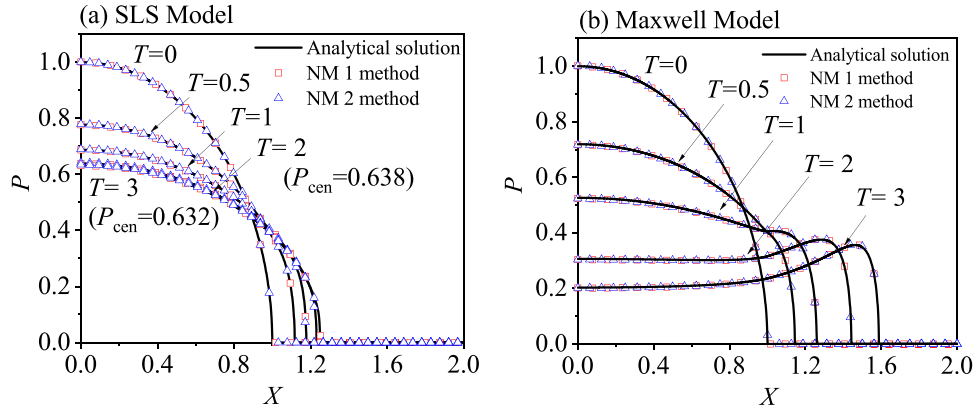 (a) SLS Model
T=0
Analytical solution
NM 1 method
NM 2 method
T=0.5
T=1
T= 2
(Pcen=0.638)
T= 3
(Pcen=0.632)
P
1.0
0.8
0.6
0.4
0.2
0.0
0.0 0.4 0.8 1.2 1.6 2.0
X
(b) Maxwell Model
T=0
Analytical solution
NM 1 method
NM 2 method
T=0.5
T=1
T= 2
T= 3
P
1.0
0.8
0.6
0.4
0.2
0.0
0.0 0.4 0.8 1.2 1.6 2.0
X